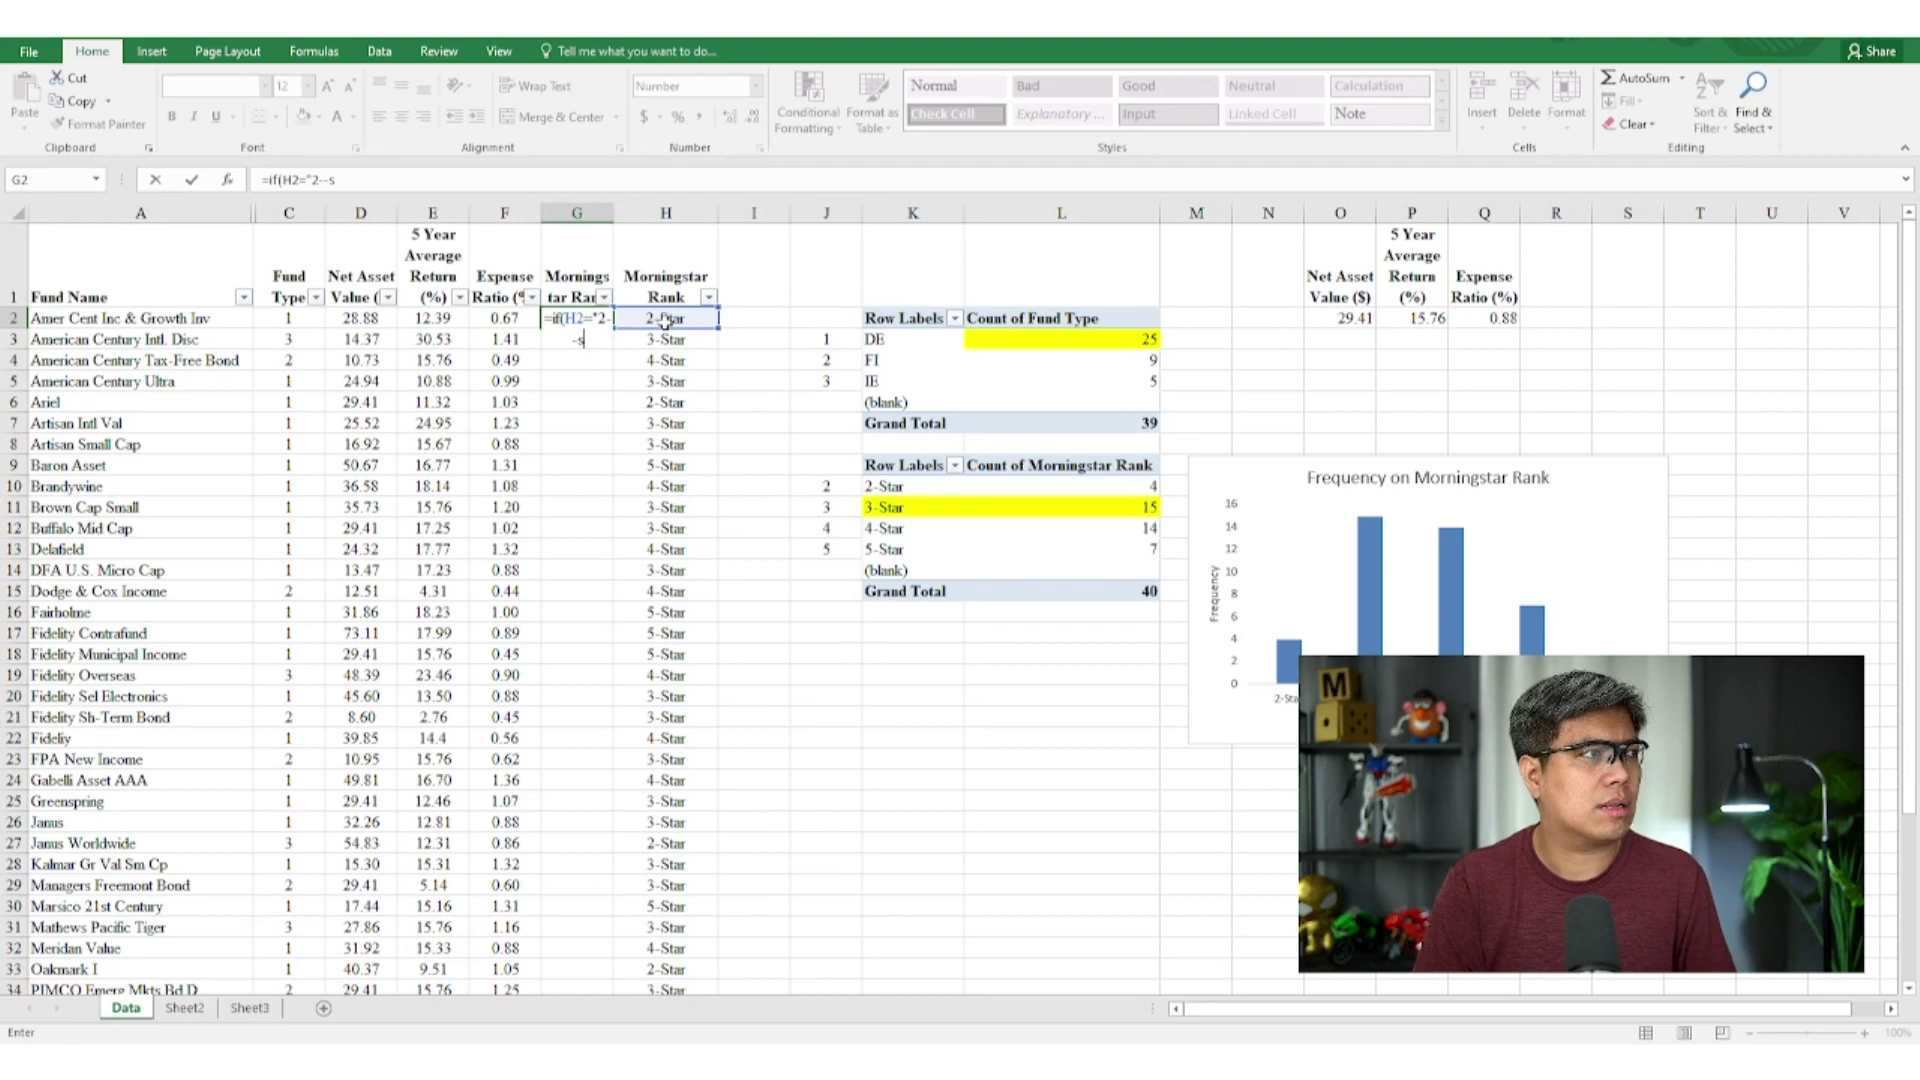 File Home Insert Page Layout Formulas Data Review View Tell me what you want to do... Share
Cut
Copy
Format Painter
Paste
12
Wrap Text
Merge & Center
Number
$ % ,
Conditional Formatting
Format as Table
Normal Bad Good Neutral Calculation
Check Cell Explanatory ... Input Linked Cell Note
Insert Delete Format
AutoSum
Fill
Clear
Sort & Filter
Find & Select
Clipboard Font Alignment Number Styles Cells Editing
G2 fx =if(H2="2--s
A C D E F G H I J K L M N O P Q R S T U V
1 Fund Name Fund Type Net Asset Value ( 5 Year Average Return (%) Expense Ratio (% Mornings tar Ran Morningstar Rank Net Asset Value ($) 5 Year Average Return (%) Expense Ratio (%)
2 Amer Cent Inc & Growth Inv 1 28.88 12.39 0.67 =if(H2="2- 2-Star Row Labels Count of Fund Type 29.41 15.76 0.88
3 American Century Intl. Disc 3 14.37 30.53 1.41 -s 3-Star 1 DE 25
4 American Century Tax-Free Bond 2 10.73 15.76 0.49 4-Star 2 FI 9
5 American Century Ultra 1 24.94 10.88 0.99 3-Star 3 IE 5
6 Ariel 1 29.41 11.32 1.03 2-Star (blank)
7 Artisan Intl Val 1 25.52 24.95 1.23 3-Star Grand Total 39
8 Artisan Small Cap 1 16.92 15.67 0.88 3-Star
9 Baron Asset 1 50.67 16.77 1.31 5-Star Row Labels Count of Morningstar Rank
10 Brandywine 1 36.58 18.14 1.08 4-Star 2 2-Star 4
11 Brown Cap Small 1 35.73 15.76 1.20 3-Star 3 3-Star 15
12 Buffalo Mid Cap 1 29.41 17.25 1.02 3-Star 4 4-Star 14
13 Delafield 1 24.32 17.77 1.32 4-Star 5 5-Star 7
14 DFA U.S. Micro Cap 1 13.47 17.23 0.88 3-Star (blank)
15 Dodge & Cox Income 2 12.51 4.31 0.44 4-Star Grand Total 40
16 Fairholme 1 31.86 18.23 1.00 5-Star
17 Fidelity Contrafund 1 73.11 17.99 0.89 5-Star
18 Fidelity Municipal Income 1 29.41 15.76 0.45 5-Star
19 Fidelity Overseas 3 48.39 23.46 0.90 4-Star
20 Fidelity Sel Electronics 1 45.60 13.50 0.88 3-Star
21 Fidelity Sh-Term Bond 2 8.60 2.76 0.45 3-Star
22 Fideliy 1 39.85 14.4 0.56 4-Star
23 FPA New Income 2 10.95 15.76 0.62 3-Star
24 Gabelli Asset AAA 1 49.81 16.70 1.36 4-Star
25 Greenspring 1 29.41 12.46 1.07 3-Star
26 Janus 1 32.26 12.81 0.88 3-Star
27 Janus Worldwide 3 54.83 12.31 0.86 2-Star
28 Kalmar Gr Val Sm Cp 1 15.30 15.31 1.32 3-Star
29 Managers Freemont Bond 2 29.41 5.14 0.60 3-Star
30 Marsico 21st Century 1 17.44 15.16 1.31 5-Star
31 Mathews Pacific Tiger 3 27.86 15.76 1.16 3-Star
32 Meridan Value 1 31.92 15.33 0.88 4-Star
33 Oakmark I 1 40.37 9.51 1.05 2-Star
34 PIMCO Emerg Mkts Bd D 2 29.41 15.76 1.25 3-Star
Frequency on Morningstar Rank
Frequency
16
14
12
10
8
6
4
2
0
2-Sta
M
Data Sheet2 Sheet3
Enter
100%